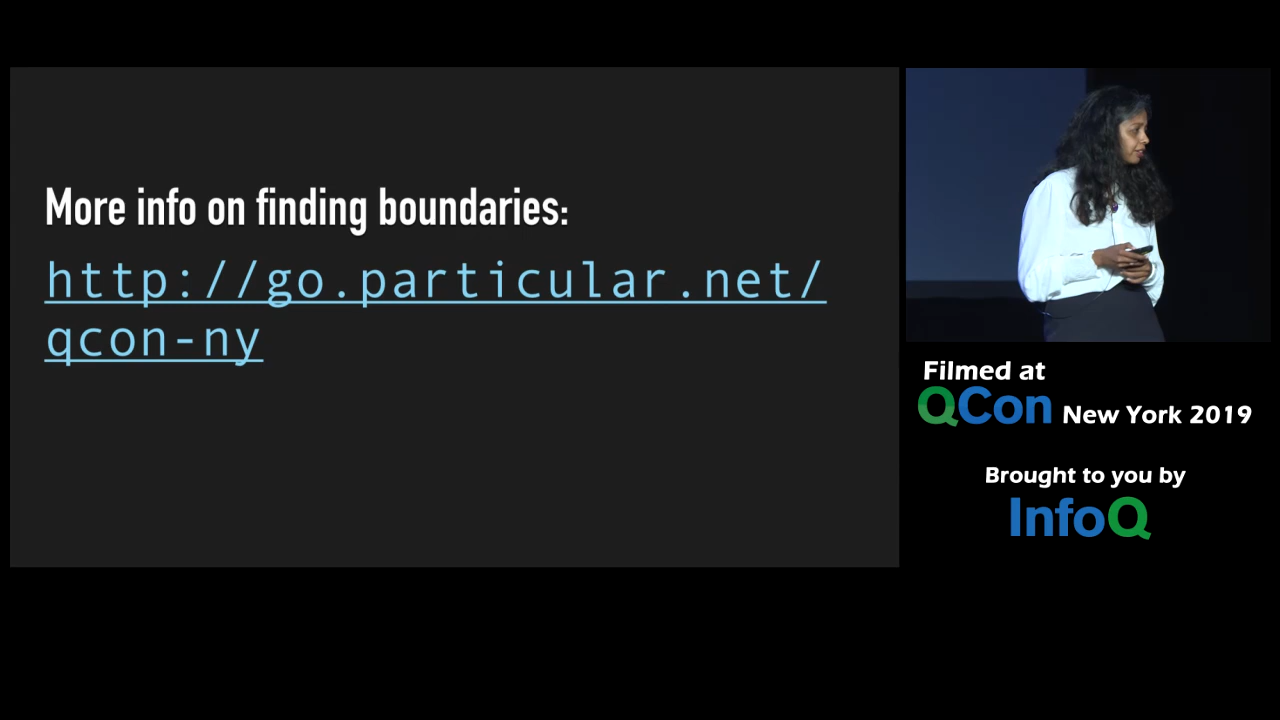 More info on finding boundaries:
http://go.particular.net/
qcon-ny
Filmed at
QCon New York 2019
Brought to you by
InfoQ